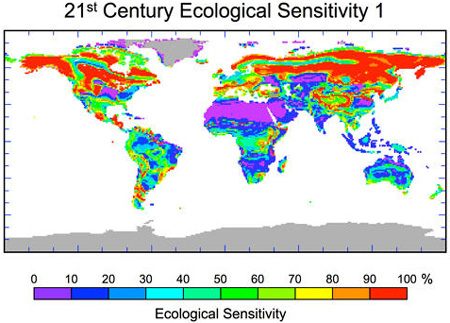 21st Century Ecological Sensitivity 1
0 10 20 30 40 50 60 70 80 90 100 %
Ecological Sensitivity